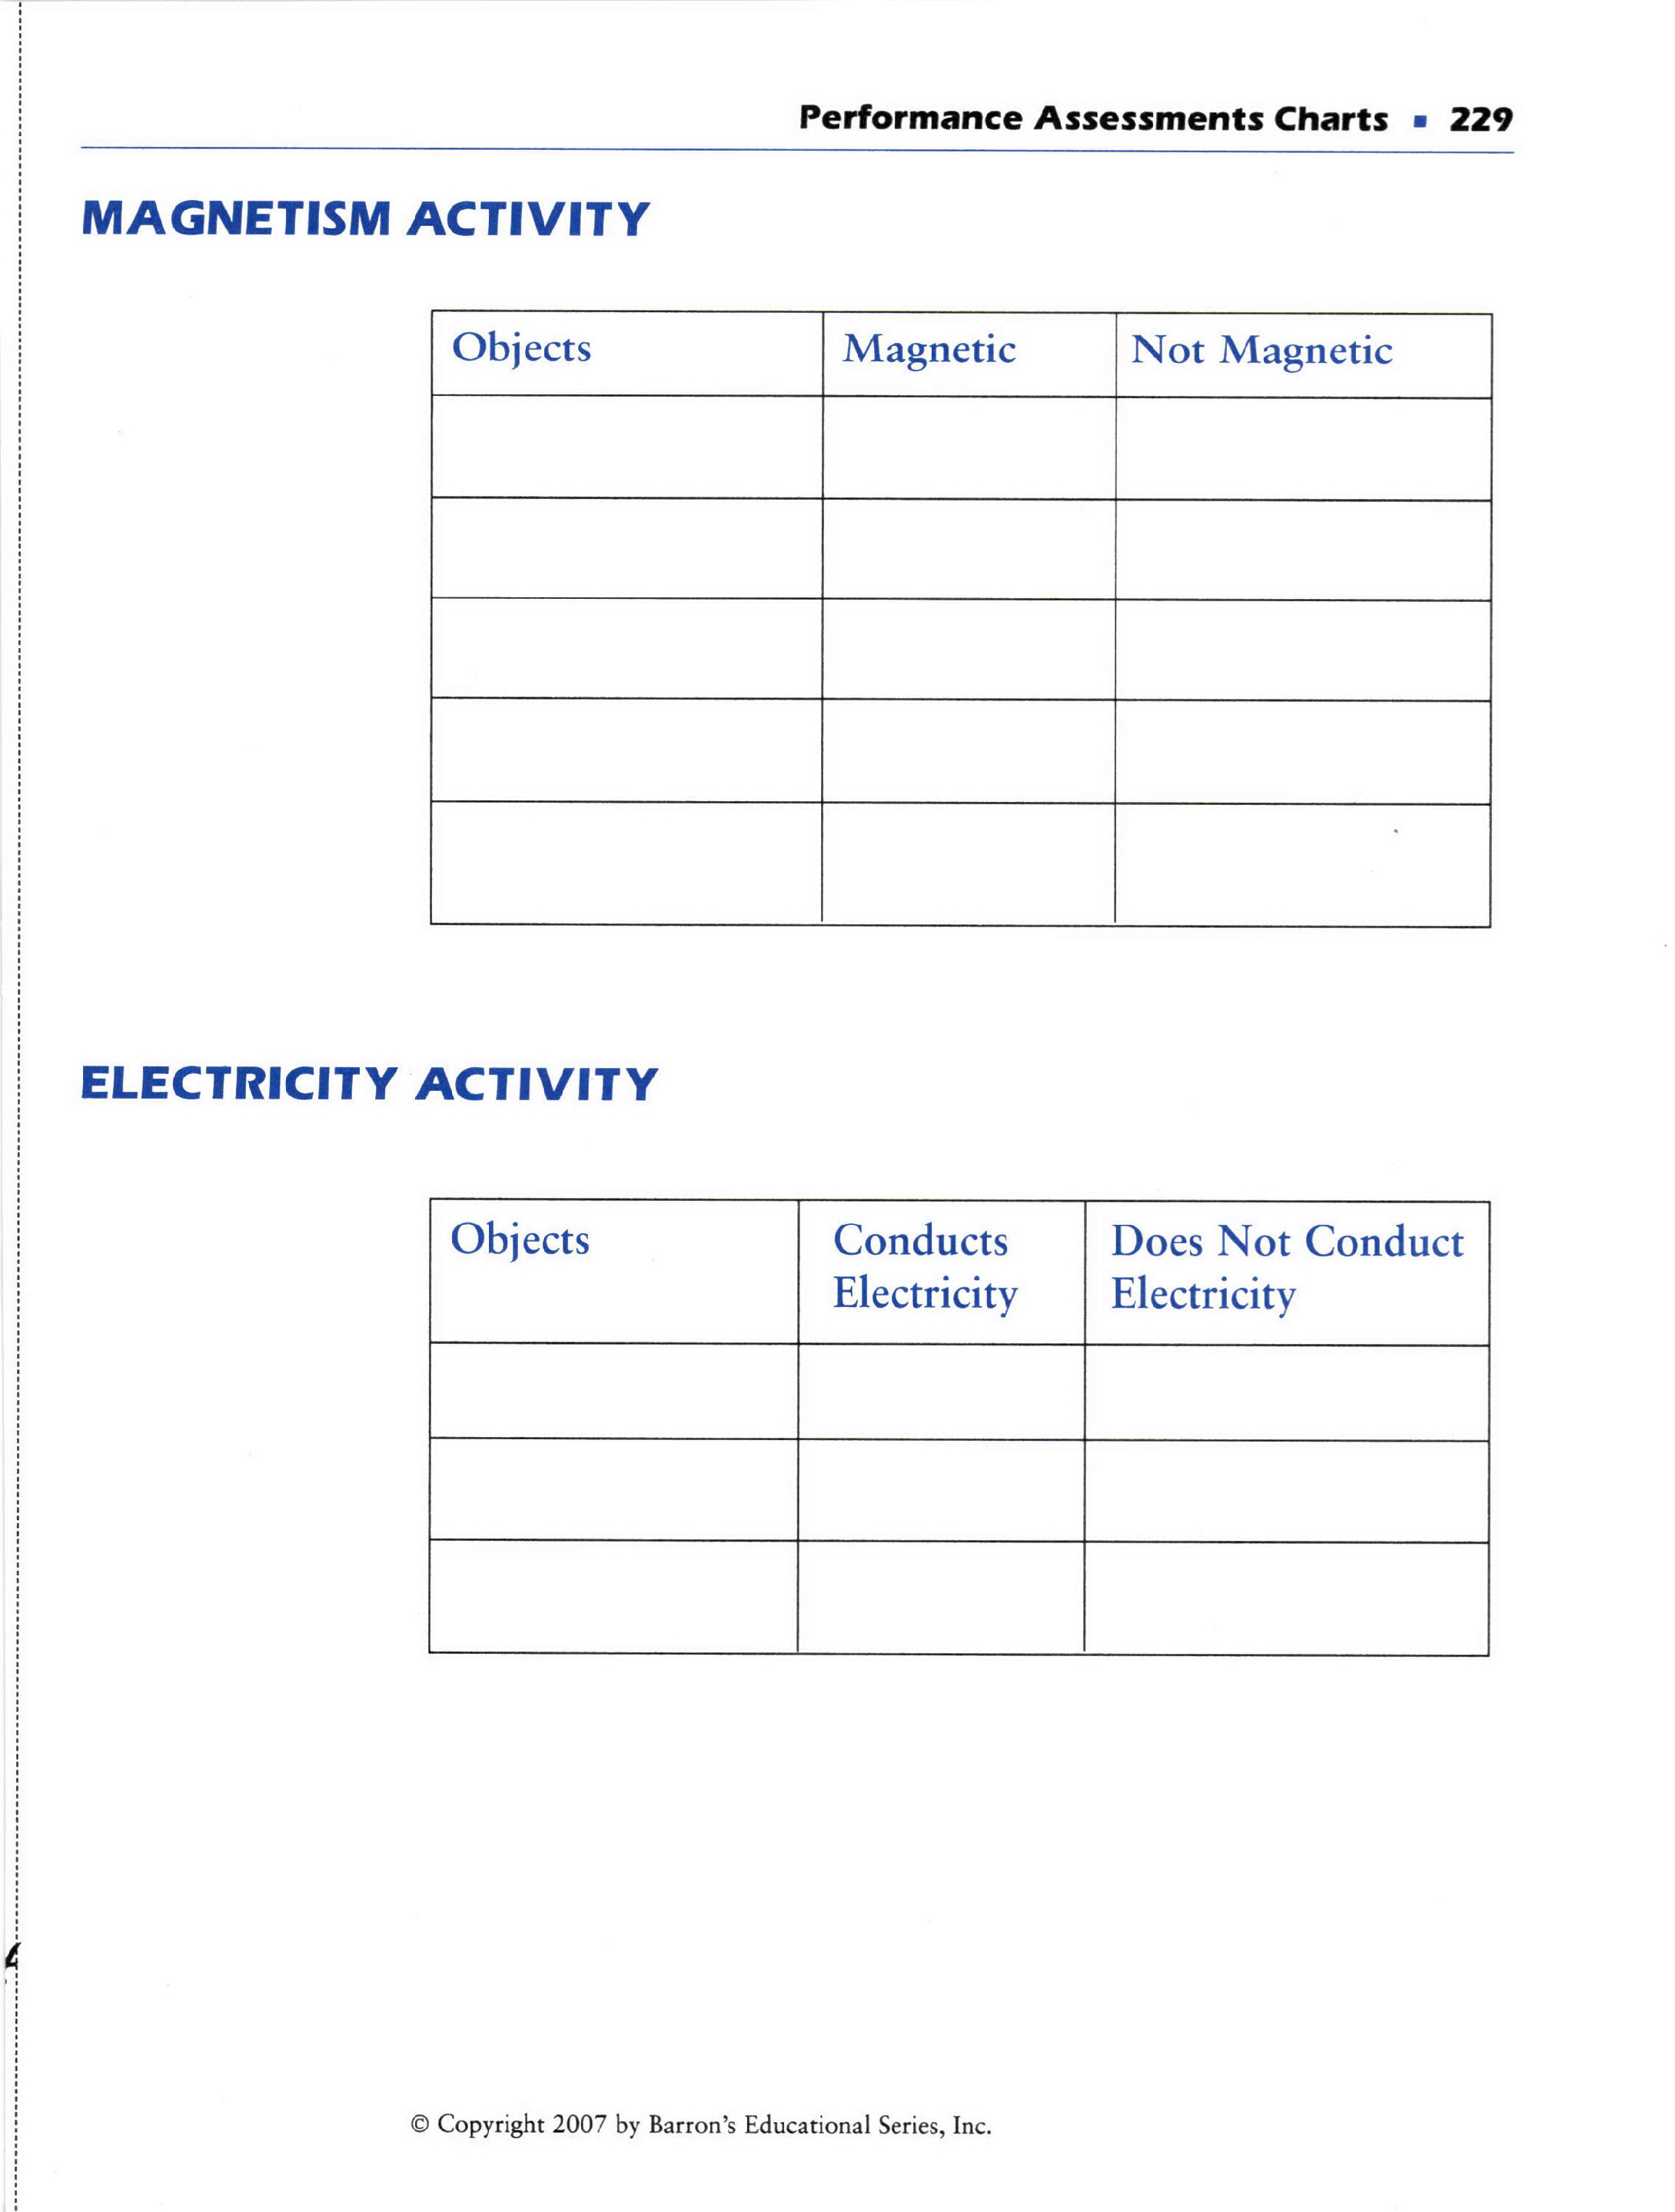 Performance Assessments Charts ▪ 229
MAGNETISM ACTIVITY
Objects Magnetic Not Magnetic
ELECTRICITY ACTIVITY
Objects Conducts Does Not Conduct
Electricity Electricity
© Copyright 2007 by Barron's Educational Series, Inc.